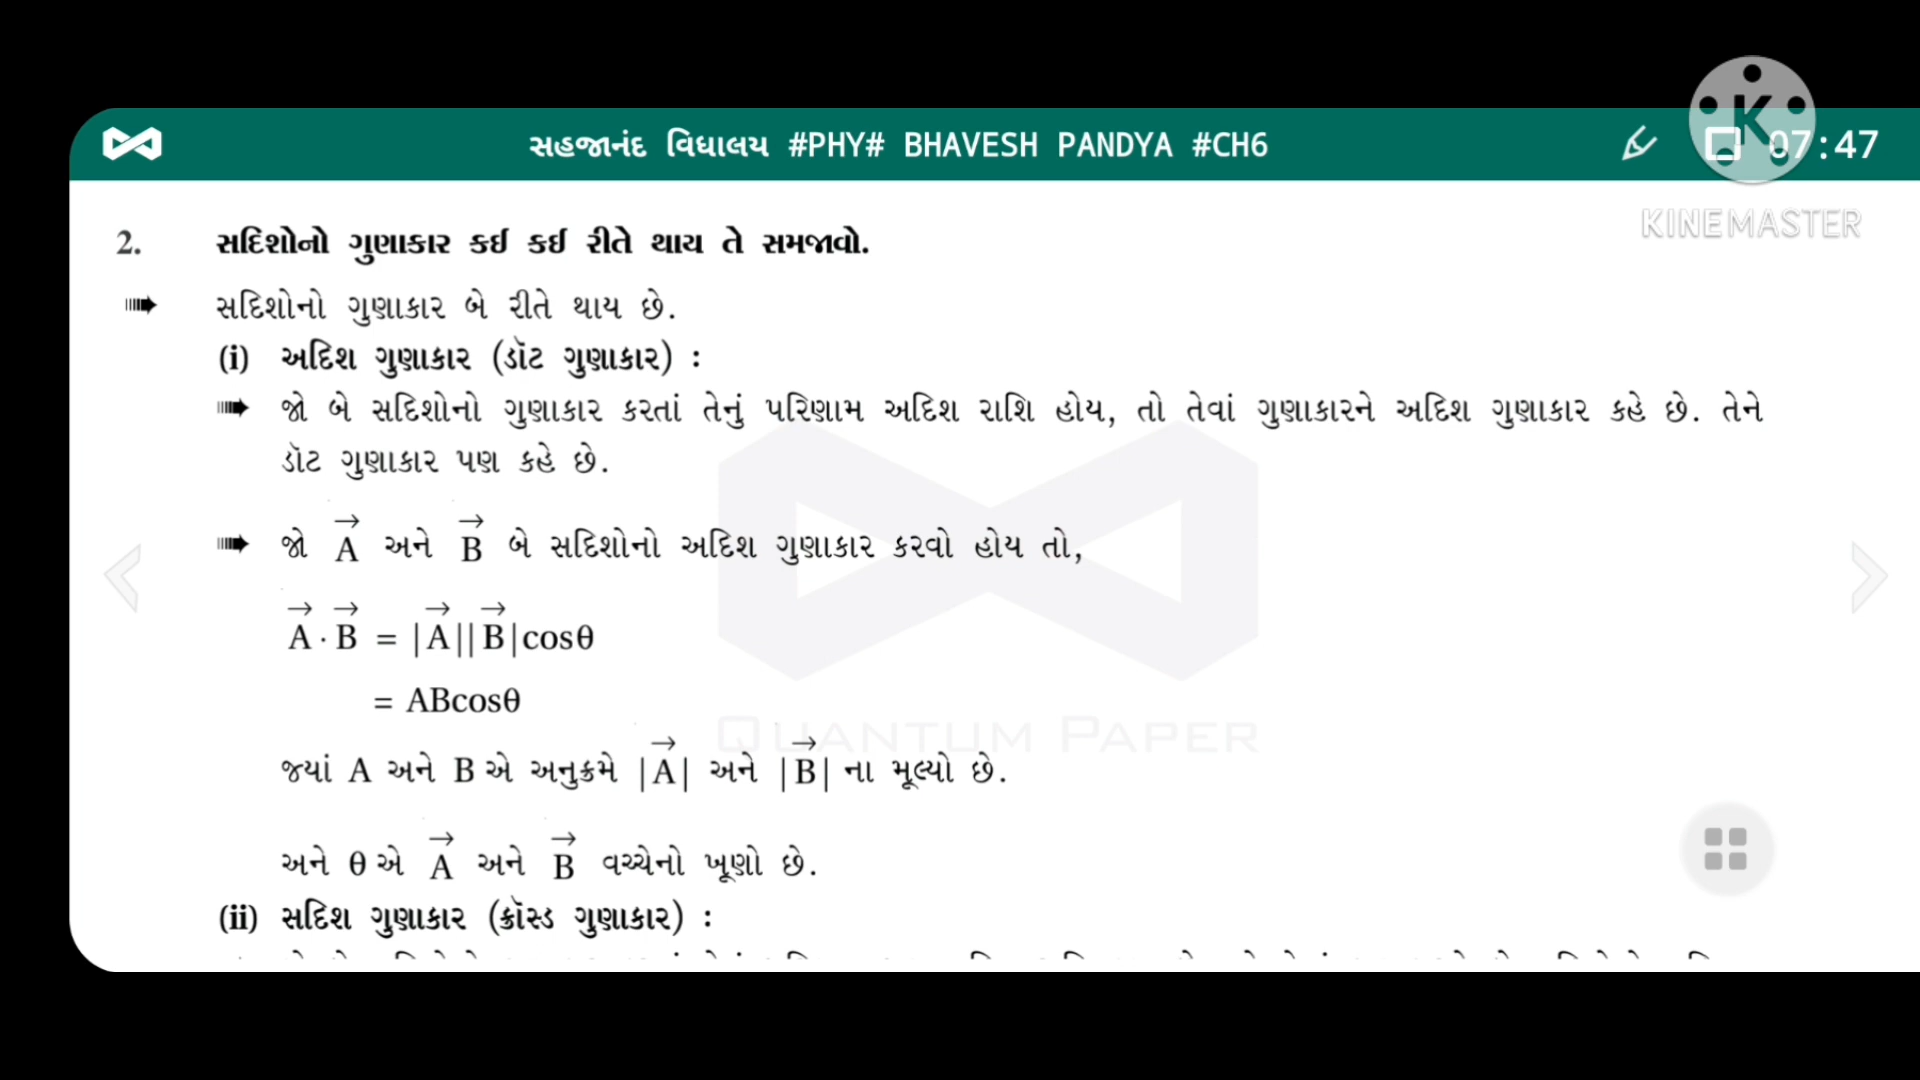 સહજાનંદ વિધાલય #PHY# BHAVESH PANDYA #CH6
07:47
KINEMASTER
2. સદિશોનો ગુણાકાર કઈ કઈ રીતે થાય તે સમજાવો.
➠ સદિશોનો ગુણાકાર બે રીતે થાય છે.
(i) અદિશ ગુણાકાર (ડૉટ ગુણાકાર) :
➠ જો બે સદિશોનો ગુણાકાર કરતાં તેનું પરિણામ અદિશ રાશિ હોય, તો તેવાં ગુણાકારને અદિશ ગુણાકાર કહે છે. તેને
ડૉટ ગુણાકાર પણ કહે છે.
➠ જો A⃗ અને B⃗ બે સદિશોનો અદિશ ગુણાકાર કરવો હોય તો,
A⃗ · B⃗ = |A⃗||B⃗|cosθ
= ABcosθ
QUANTUM PAPER
જ્યાં A અને B એ અનુક્રમે |A⃗| અને |B⃗| ના મૂલ્યો છે.
અને θ એ A⃗ અને B⃗ વચ્ચેનો ખૂણો છે.
(ii) સદિશ ગુણાકાર (ક્રૉસ્ડ ગુણાકાર) :